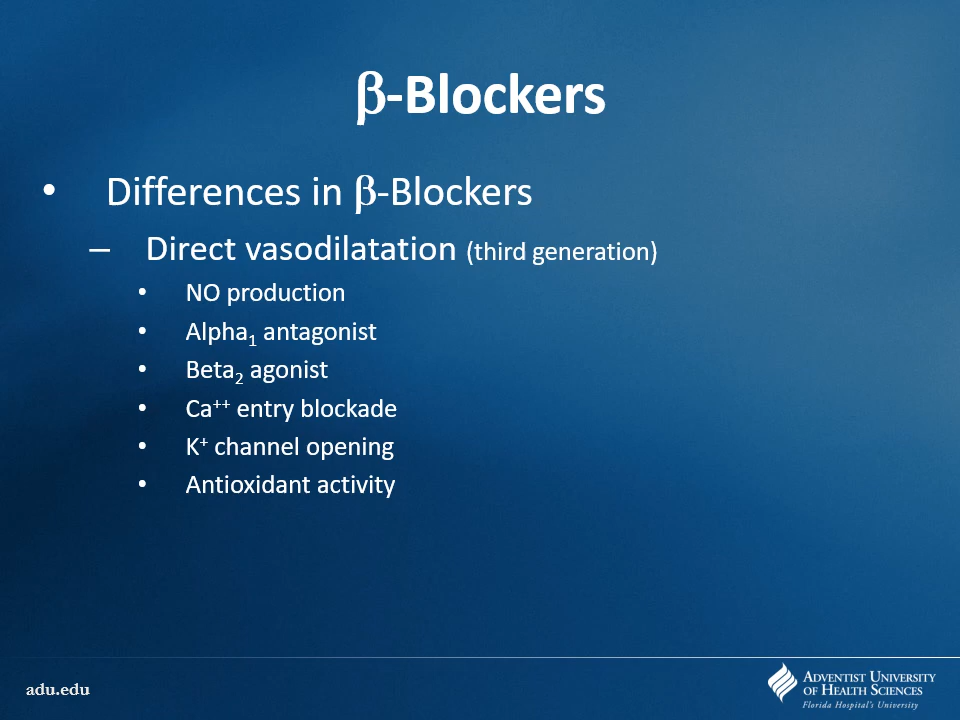 β-Blockers
• Differences in β-Blockers
– Direct vasodilatation (third generation)
• NO production
• Alpha₁ antagonist
• Beta₂ agonist
• Ca⁺⁺ entry blockade
• K⁺ channel opening
• Antioxidant activity
adu.edu
ADVENTIST UNIVERSITY
OF HEALTH SCIENCES
Florida Hospital's University